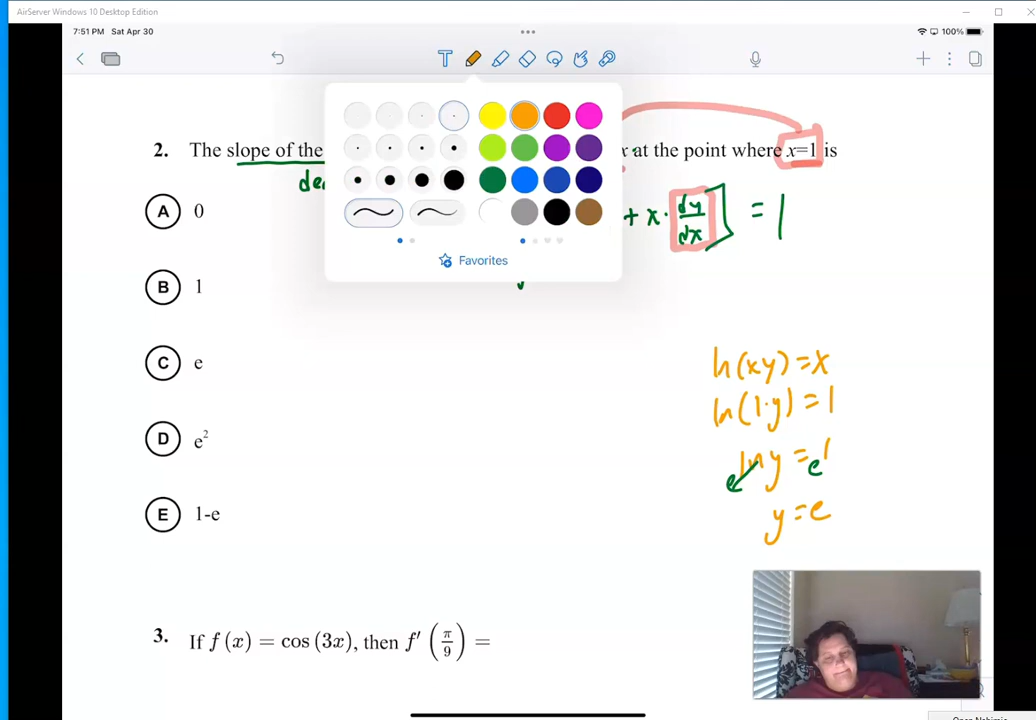 AirServer Windows 10 Desktop Edition
7:51 PM Sat Apr 30
100%
T
2. The slope of the x at the point where x=1 is
A 0
+ x · dy/dx ] = 1
B 1
Favorites
C e
ln(xy) = x
ln(1·y) = 1
D e²
e ln y = e¹
y = e
E 1-e
3. If f (x) = cos (3x), then f′ (π/9) =